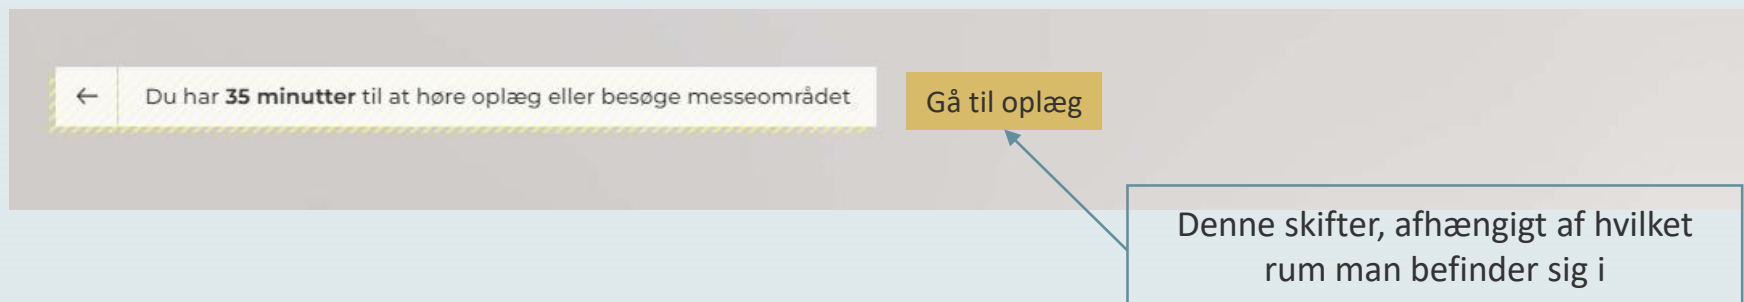 ← Du har 35 minutter til at høre oplæg eller besøge messeområdet
Gå til oplæg
Denne skifter, afhængigt af hvilket
rum man befinder sig i